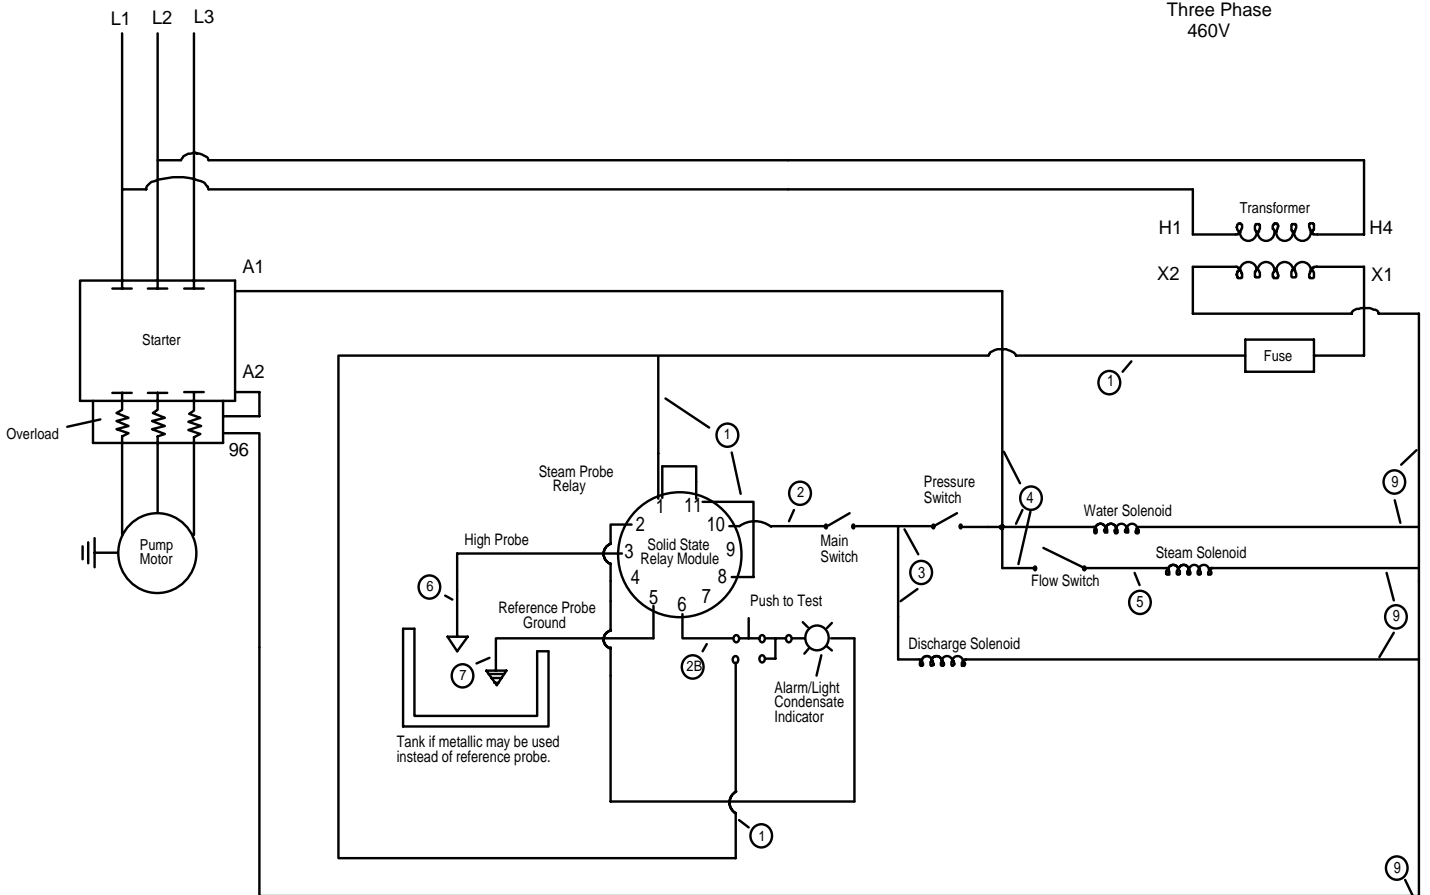 Three Phase
460V
L1 L2 L3
Transformer
H1
H4
X2
X1
A1
Starter
A2
Fuse
1
Overload
96
1
Steam Probe
Relay
Pressure
Switch
9
2
4
1
11
2
10
Water Solenoid
High Probe
3
Solid State
Relay Module
9
Main
Switch
Steam Solenoid
Pump
Motor
4
8
3
Flow Switch
6
5
6
7
Push to Test
5
Reference Probe
Ground
9
7
2B
Discharge Solenoid
Alarm/Light
Condensate
Indicator
Tank if metallic may be used
instead of reference probe.
1
9